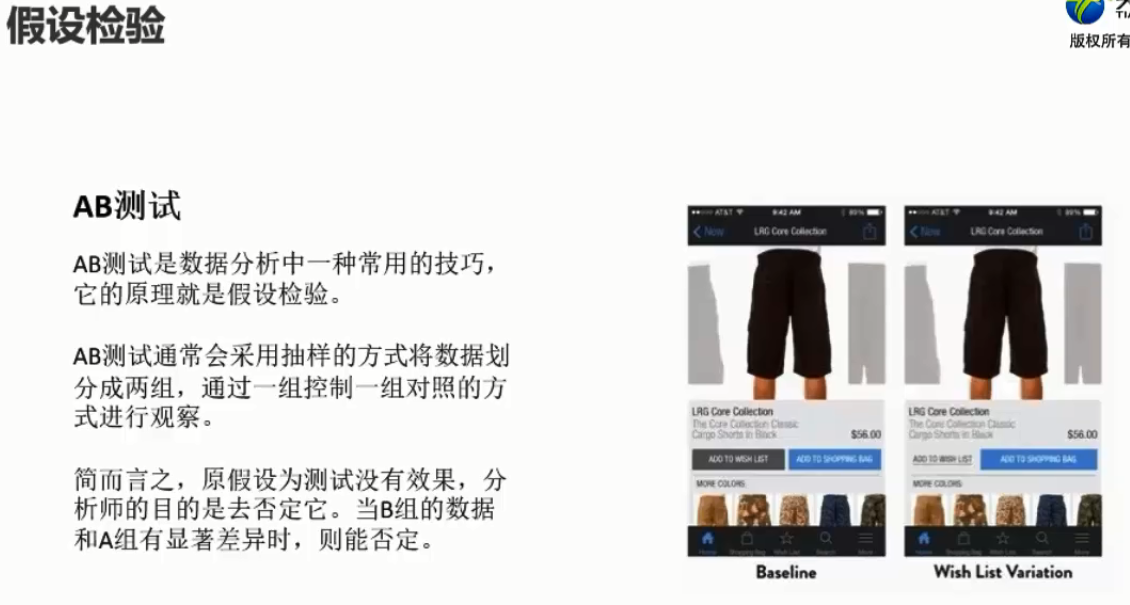 假设检验
版权所有
AB测试
AB测试是数据分析中一种常用的技巧，
它的原理就是假设检验。
AB测试通常会采用抽样的方式将数据划
分成两组，通过一组控制一组对照的方
式进行观察。
简而言之，原假设为测试没有效果，分
析师的目的是去否定它。当B组的数据
和A组有显著差异时，则能否定。
AT&T 9:42 AM 89%
New LRG Core Collection
LRG Core Collection
The Core Collection Classic
Cargo Shorts in Black $56.00
ADD TO WISH LIST ADD TO SHOPPING BAG
MORE COLORS:
Home Shopping Bag Wish List Search More
Baseline
AT&T 9:42 AM 89%
New LRG Core Collection
LRG Core Collection
The Core Collection Classic
Cargo Shorts in Black $56.00
ADD TO WISH LIST ADD TO SHOPPING BAG
MORE COLORS:
Home Shopping Bag Wish List Search More
Wish List Variation